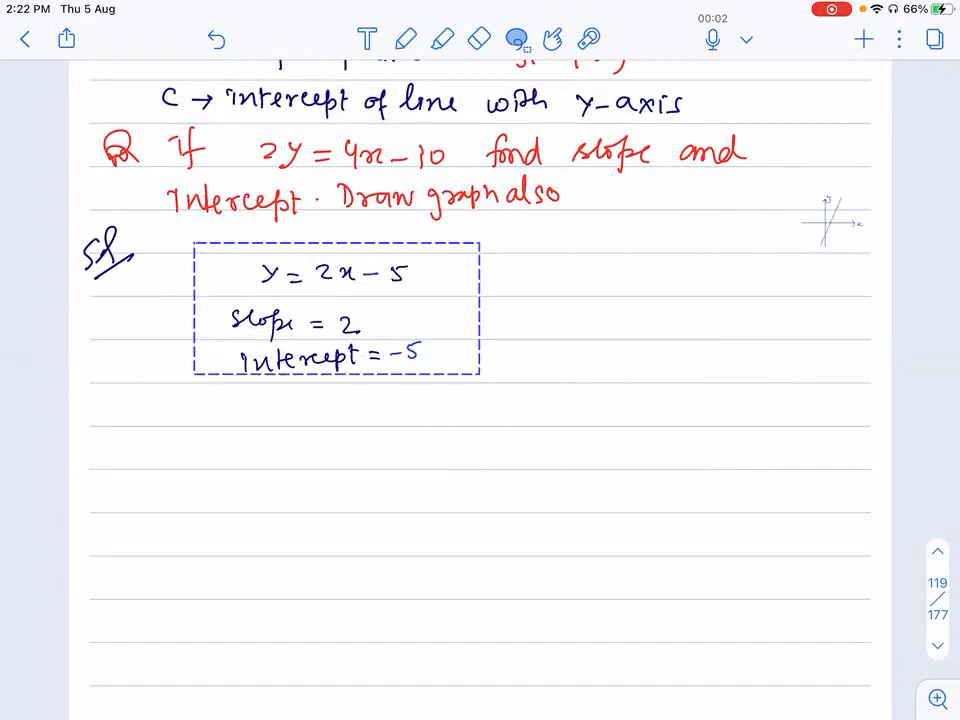 2:22 PM Thu 5 Aug
66%
00:02
T
C → intercept of line with y-axis
Q If 2y = 4x - 10 find slope and
intercept. Draw graph also
y
x
Sol
y = 2x - 5
slope = 2
intercept = -5
119
/
177